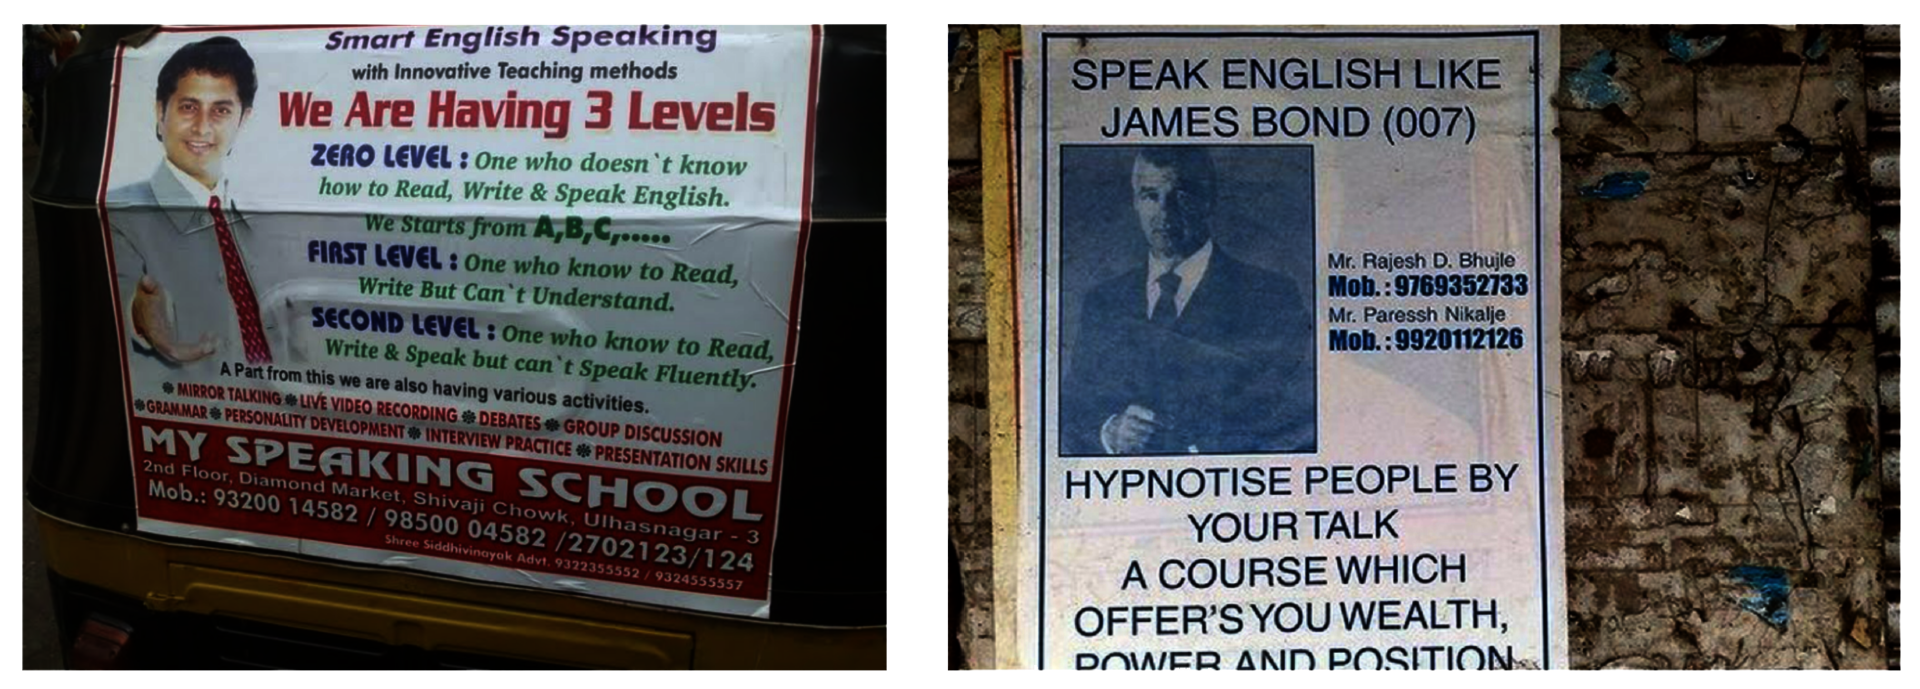 Smart English Speaking
with Innovative Teaching methods
We Are Having 3 Levels
ZERO LEVEL : One who doesn`t know
how to Read, Write & Speak English.
We Starts from A,B,C,.....
FIRST LEVEL : One who know to Read,
Write But Can`t Understand.
SECOND LEVEL : One who know to Read,
Write & Speak but can`t Speak Fluently.
A Part from this we are also having various activities.
❋ MIRROR TALKING ❋ LIVE VIDEO RECORDING ❋ DEBATES ❋ GROUP DISCUSSION
❋ GRAMMAR ❋ PERSONALITY DEVELOPMENT ❋ INTERVIEW PRACTICE ❋ PRESENTATION SKILLS
MY SPEAKING SCHOOL
2nd Floor, Diamond Market, Shivaji Chowk, Ulhasnagar - 3
Mob.: 93200 14582 / 98500 04582 /2702123/124
Shree Siddhivinayak Advt. 9322355552 / 9324555557
SPEAK ENGLISH LIKE
JAMES BOND (007)
Mr. Rajesh D. Bhujle
Mob. : 9769352733
Mr. Paressh Nikalje
Mob. : 9920112126
HYPNOTISE PEOPLE BY
YOUR TALK
A COURSE WHICH
OFFER'S YOU WEALTH,
POWER AND POSITION